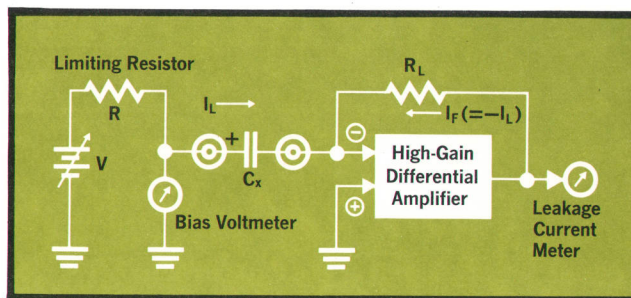 Limiting Resistor
R
V
Bias Voltmeter
I_L
+
C_x
R_L
I_F (=–I_L)
⊖
⊕
High-Gain
Differential
Amplifier
Leakage
Current
Meter